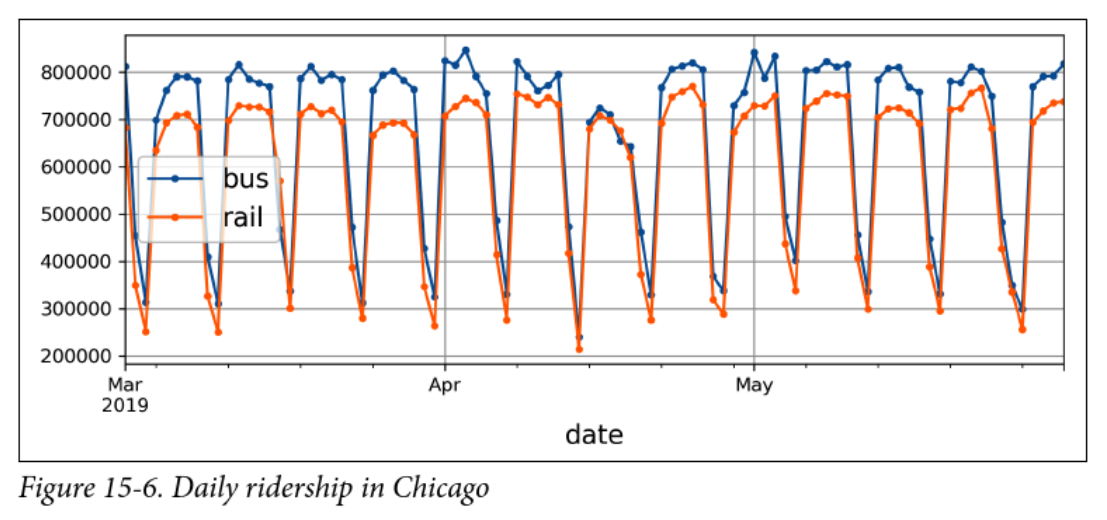 800000
700000
600000
500000
400000
300000
200000
bus
rail
Mar
2019
Apr
May
date
Figure 15-6. Daily ridership in Chicago